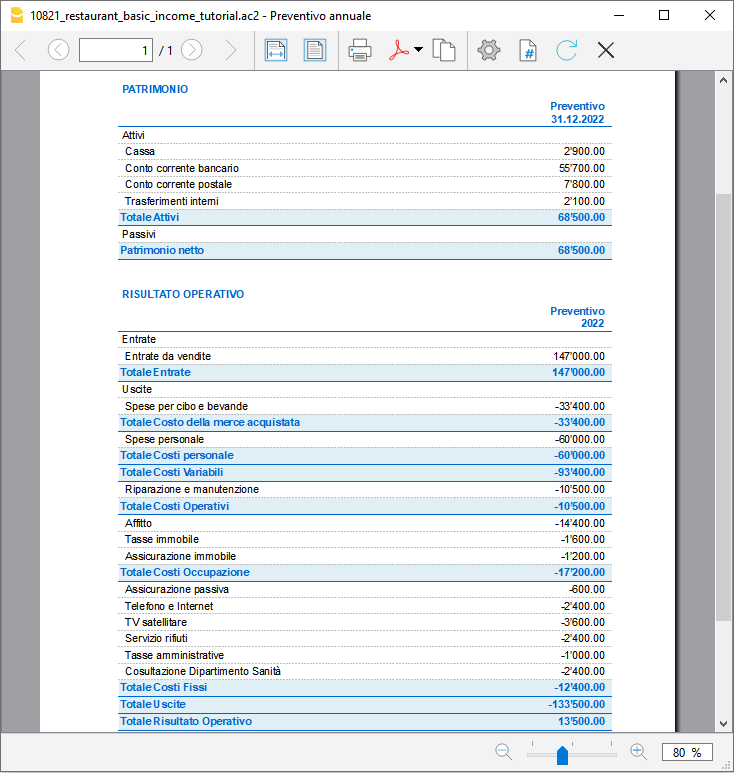 10821_restaurant_basic_income_tutorial.ac2 - Preventivo annuale
1 / 1
PATRIMONIO
Preventivo
31.12.2022
Attivi
Cassa 2'900.00
Conto corrente bancario 55'700.00
Conto corrente postale 7'800.00
Trasferimenti interni 2'100.00
Totale Attivi 68'500.00
Passivi
Patrimonio netto 68'500.00
RISULTATO OPERATIVO
Preventivo
2022
Entrate
Entrate da vendite 147'000.00
Totale Entrate 147'000.00
Uscite
Spese per cibo e bevande -33'400.00
Totale Costo della merce acquistata -33'400.00
Spese personale -60'000.00
Totale Costi personale -60'000.00
Totale Costi Variabili -93'400.00
Riparazione e manutenzione -10'500.00
Totale Costi Operativi -10'500.00
Affitto -14'400.00
Tasse immobile -1'600.00
Assicurazione immobile -1'200.00
Totale Costi Occupazione -17'200.00
Assicurazione passiva -600.00
Telefono e Internet -2'400.00
TV satellitare -3'600.00
Servizio rifiuti -2'400.00
Tasse amministrative -1'000.00
Cosultazione Dipartimento Sanità -2'400.00
Totale Costi Fissi -12'400.00
Totale Uscite -133'500.00
Totale Risultato Operativo 13'500.00
80 %